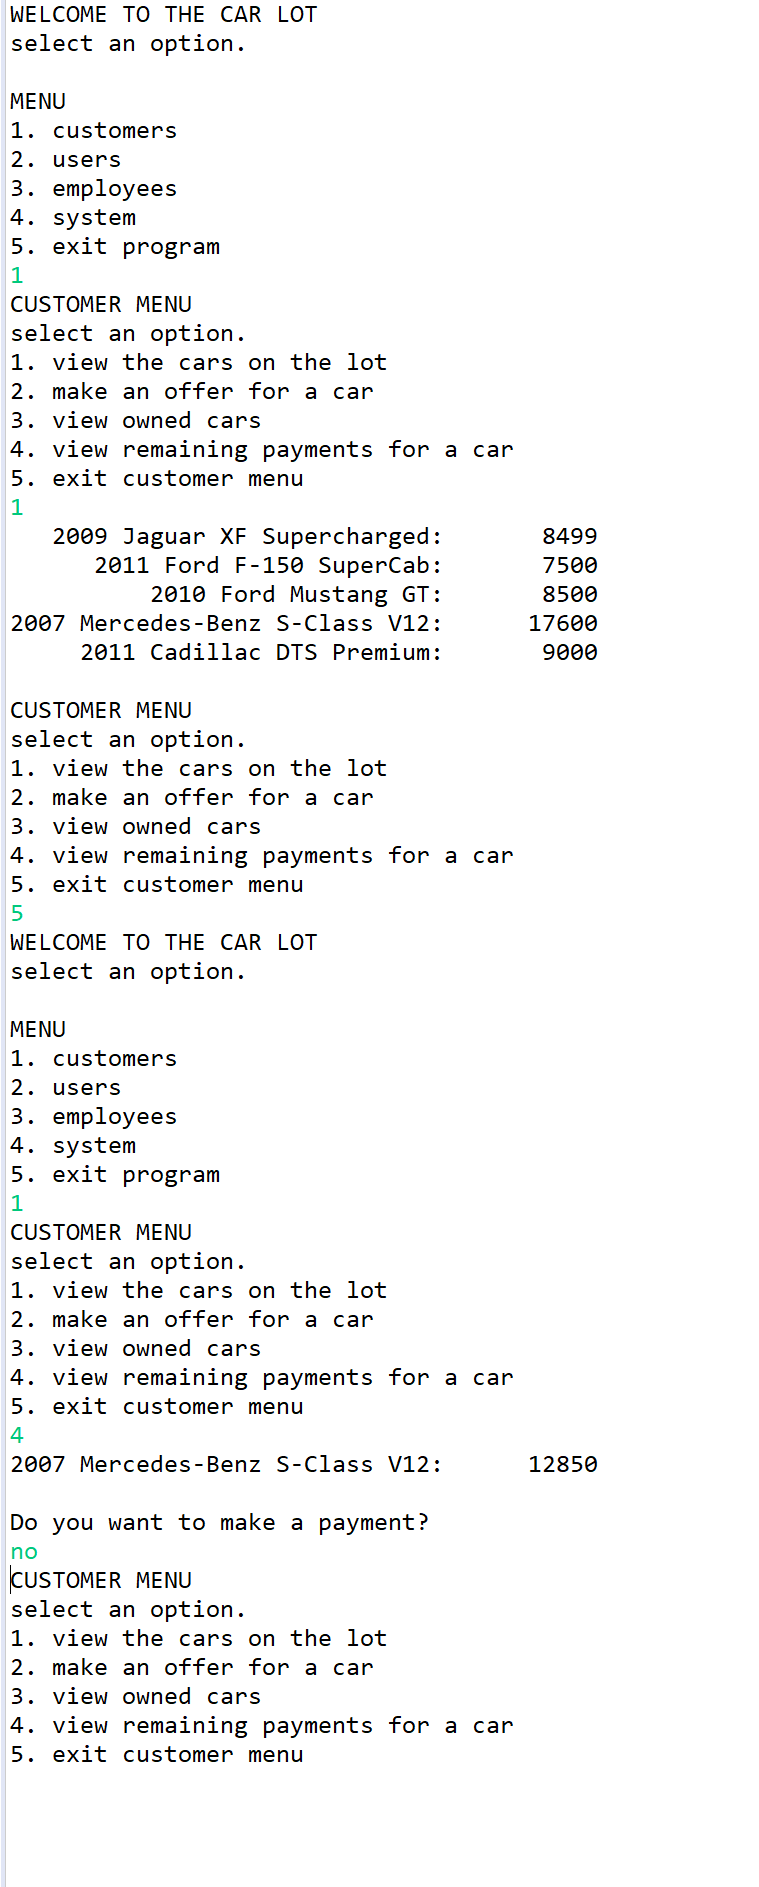 WELCOME TO THE CAR LOT
select an option.

MENU
1. customers
2. users
3. employees
4. system
5. exit program
1
CUSTOMER MENU
select an option.
1. view the cars on the lot
2. make an offer for a car
3. view owned cars
4. view remaining payments for a car
5. exit customer menu
1
   2009 Jaguar XF Supercharged:       8499
      2011 Ford F-150 SuperCab:       7500
          2010 Ford Mustang GT:       8500
2007 Mercedes-Benz S-Class V12:      17600
     2011 Cadillac DTS Premium:       9000

CUSTOMER MENU
select an option.
1. view the cars on the lot
2. make an offer for a car
3. view owned cars
4. view remaining payments for a car
5. exit customer menu
5
WELCOME TO THE CAR LOT
select an option.

MENU
1. customers
2. users
3. employees
4. system
5. exit program
1
CUSTOMER MENU
select an option.
1. view the cars on the lot
2. make an offer for a car
3. view owned cars
4. view remaining payments for a car
5. exit customer menu
4
2007 Mercedes-Benz S-Class V12:      12850

Do you want to make a payment?
no
CUSTOMER MENU
select an option.
1. view the cars on the lot
2. make an offer for a car
3. view owned cars
4. view remaining payments for a car
5. exit customer menu